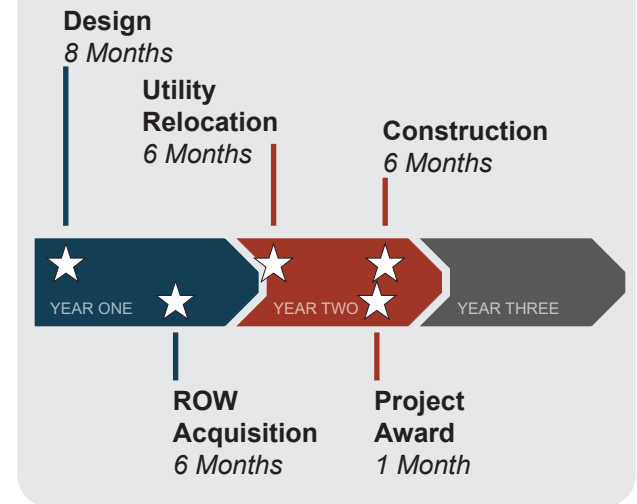 Design
8 Months
Utility
Relocation
6 Months
Construction
6 Months
YEAR ONE
YEAR TWO
YEAR THREE
ROW
Acquisition
6 Months
Project
Award
1 Month